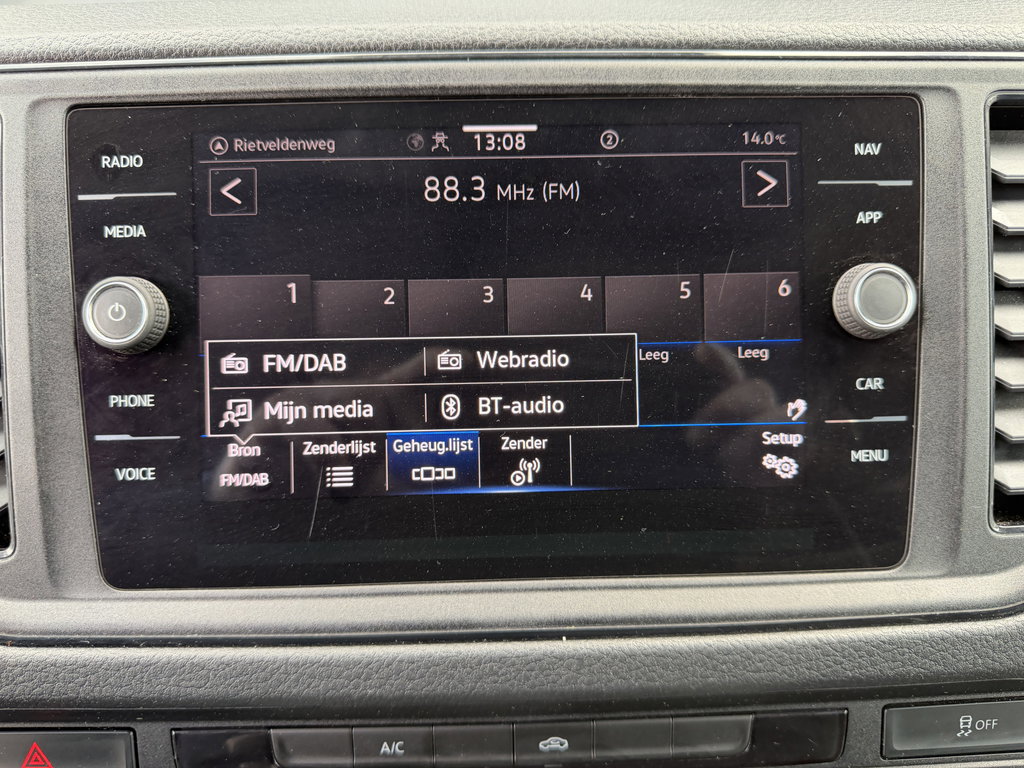 RADIO
MEDIA
PHONE
VOICE
Rietveldenweg
13:08
2
14.0°C
<
88.3 MHz (FM)
>
1 2 3 4 5 6
Leeg Leeg
FM/DAB
Webradio
Mijn media
BT-audio
Bron
FM/DAB
Zenderlijst
Geheug.lijst
Zender
Setup
NAV
APP
CAR
MENU
A/C
OFF